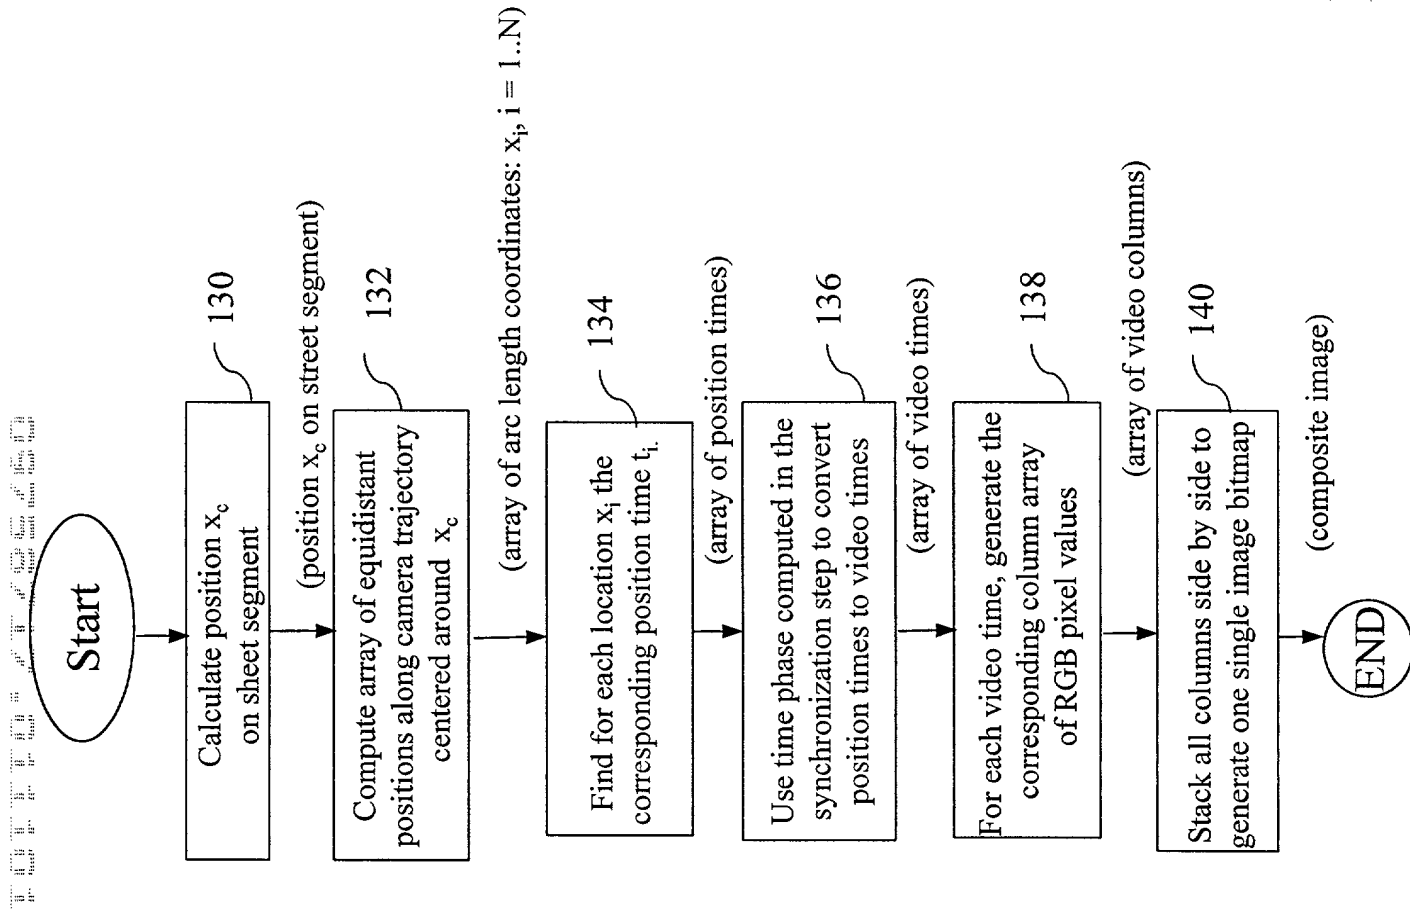 Start
Calculate position x_c
on sheet segment
130
(position x_c on street segment)
Compute array of equidistant
positions along camera trajectory
centered around x_c
132
(array of arc length coordinates: x_i, i = 1..N)
Find for each location x_i the
corresponding position time t_i.
134
(array of position times)
Use time phase computed in the
synchronization step to convert
position times to video times
136
(array of video times)
For each video time, generate the
corresponding column array
of RGB pixel values
138
(array of video columns)
Stack all columns side by side to
generate one single image bitmap
140
(composite image)
END